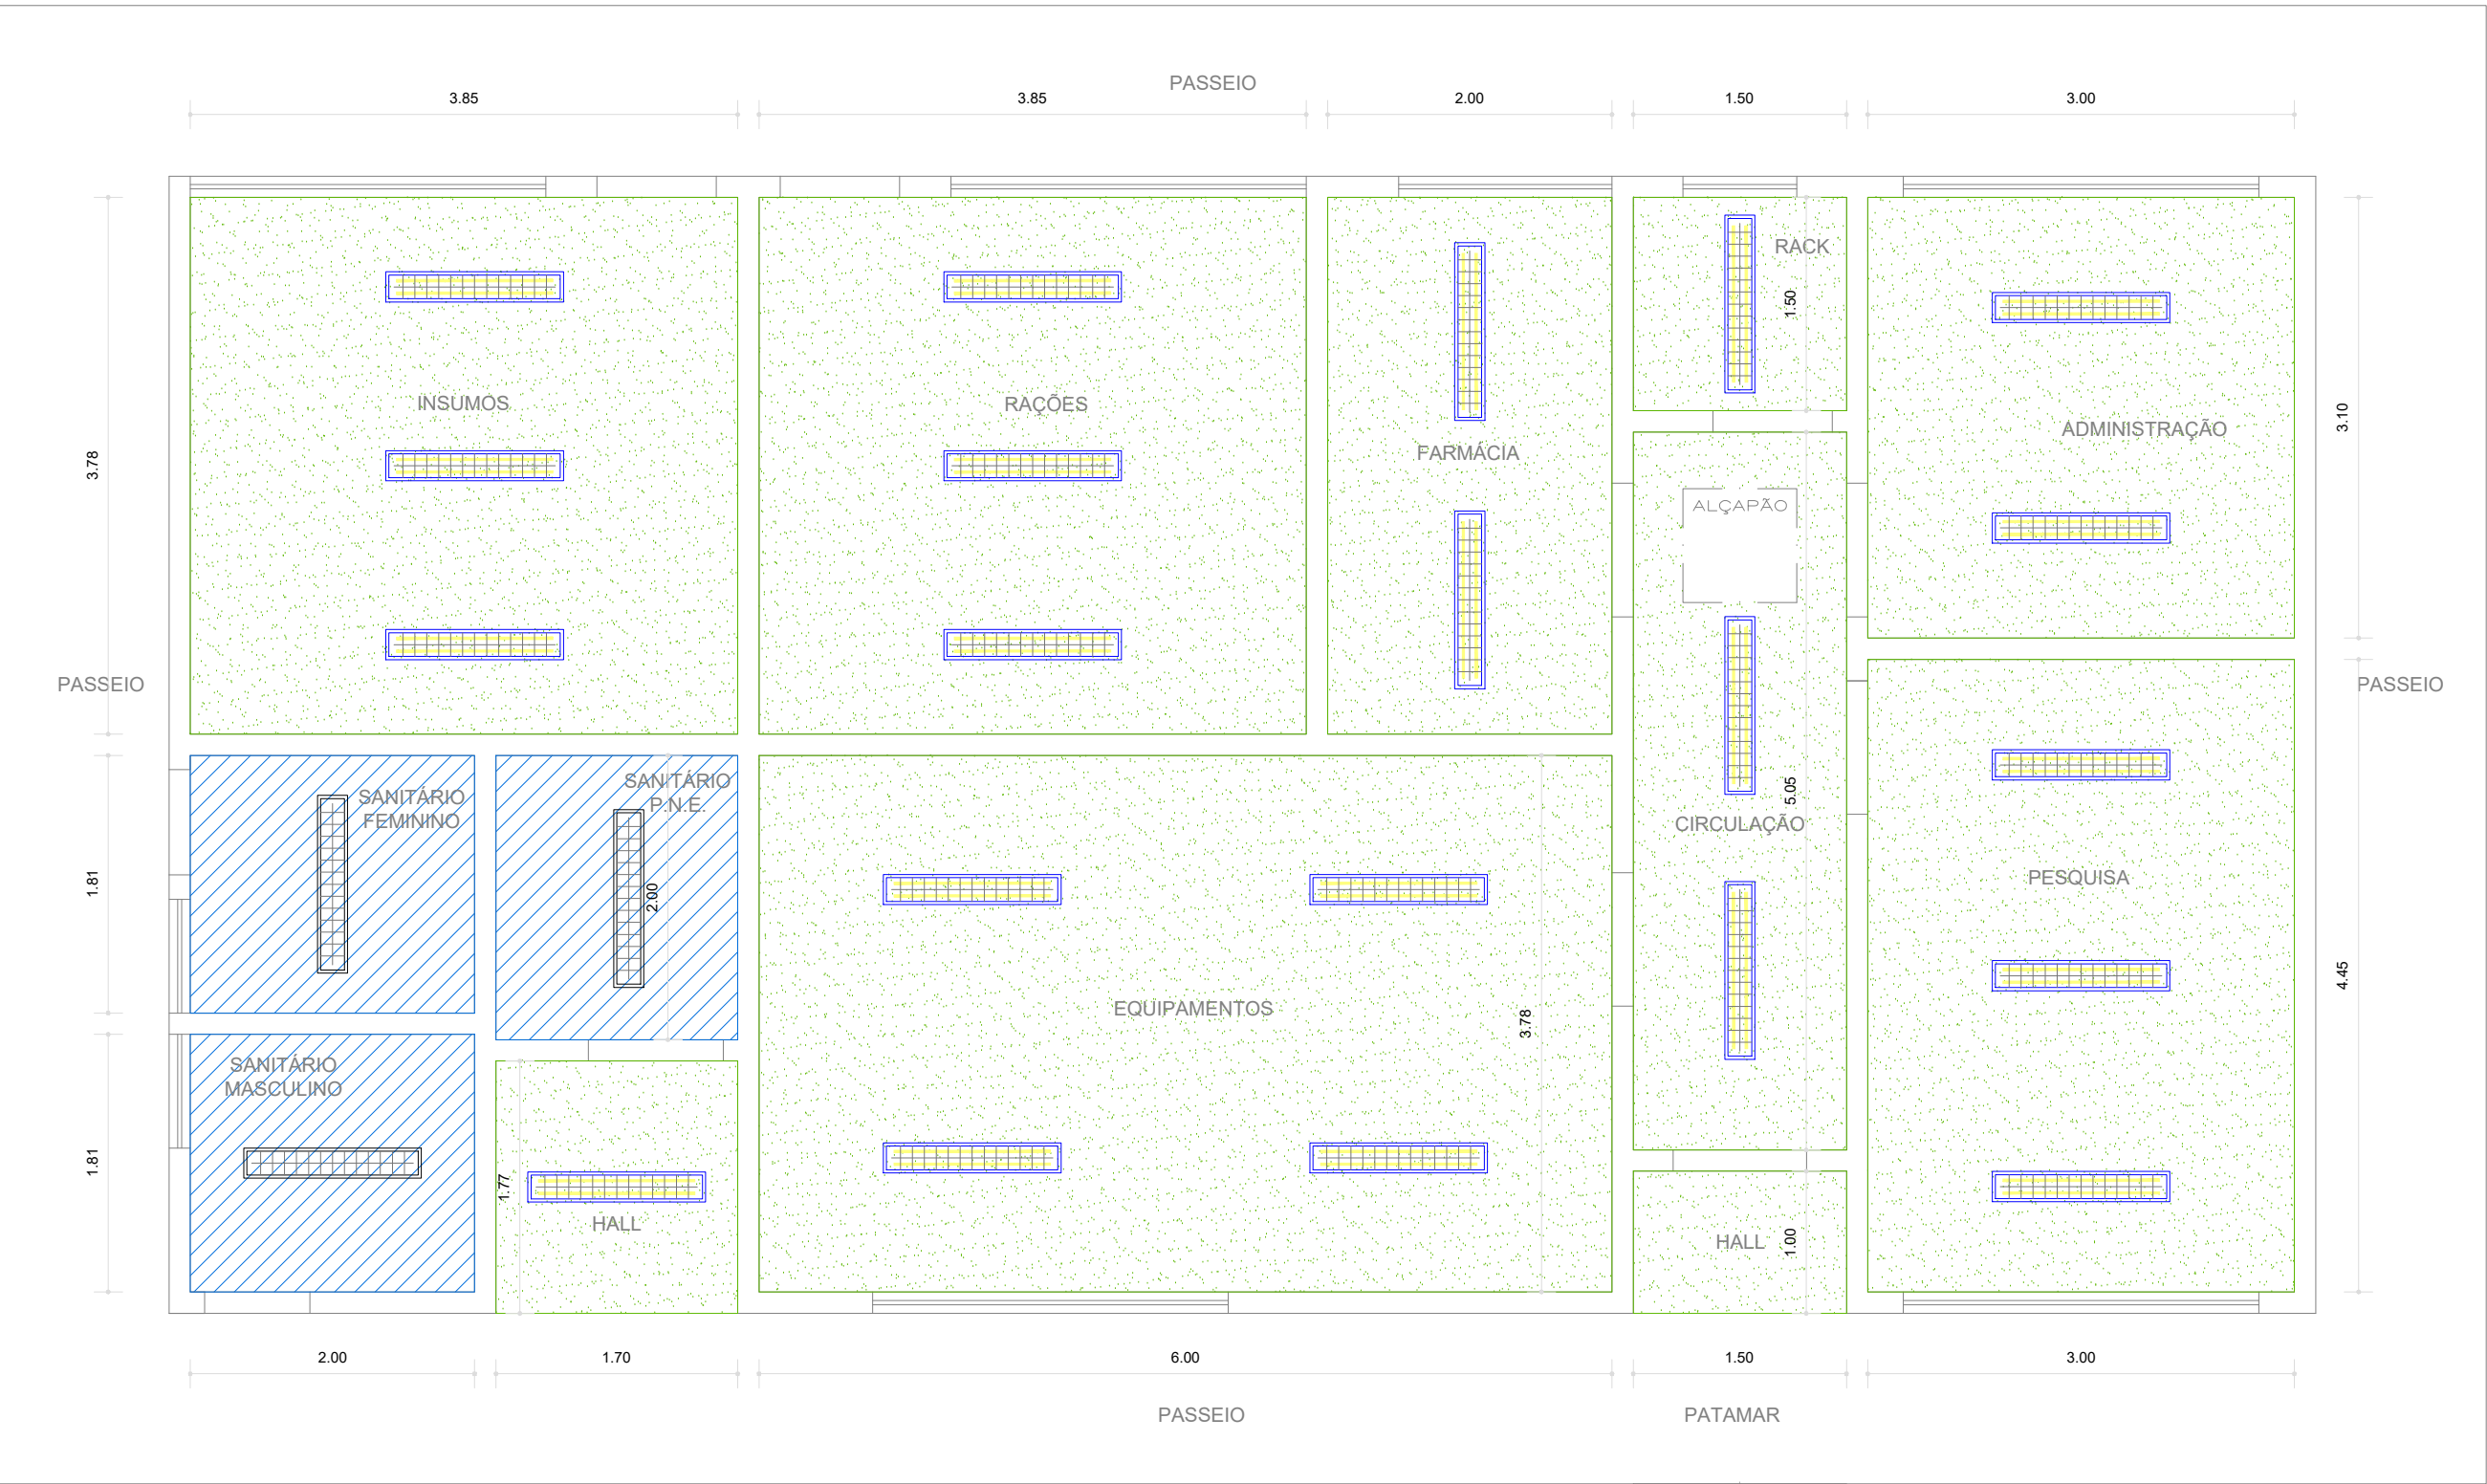 PASSEIO
3.85
3.85
2.00
1.50
3.00
RACK
1.50
INSUMOS
RAÇÕES
FARMÁCIA
ADMINISTRAÇÃO
3.10
3.78
ALÇAPÃO
PASSEIO
PASSEIO
SANITÁRIO
FEMININO
SANITÁRIO
P.N.E.
5.05
CIRCULAÇÃO
1.81
2.00
PESQUISA
4.45
EQUIPAMENTOS
3.78
SANITÁRIO
MASCULINO
1.81
1.77
HALL
HALL
1.00
2.00
1.70
6.00
1.50
3.00
PASSEIO
PATAMAR